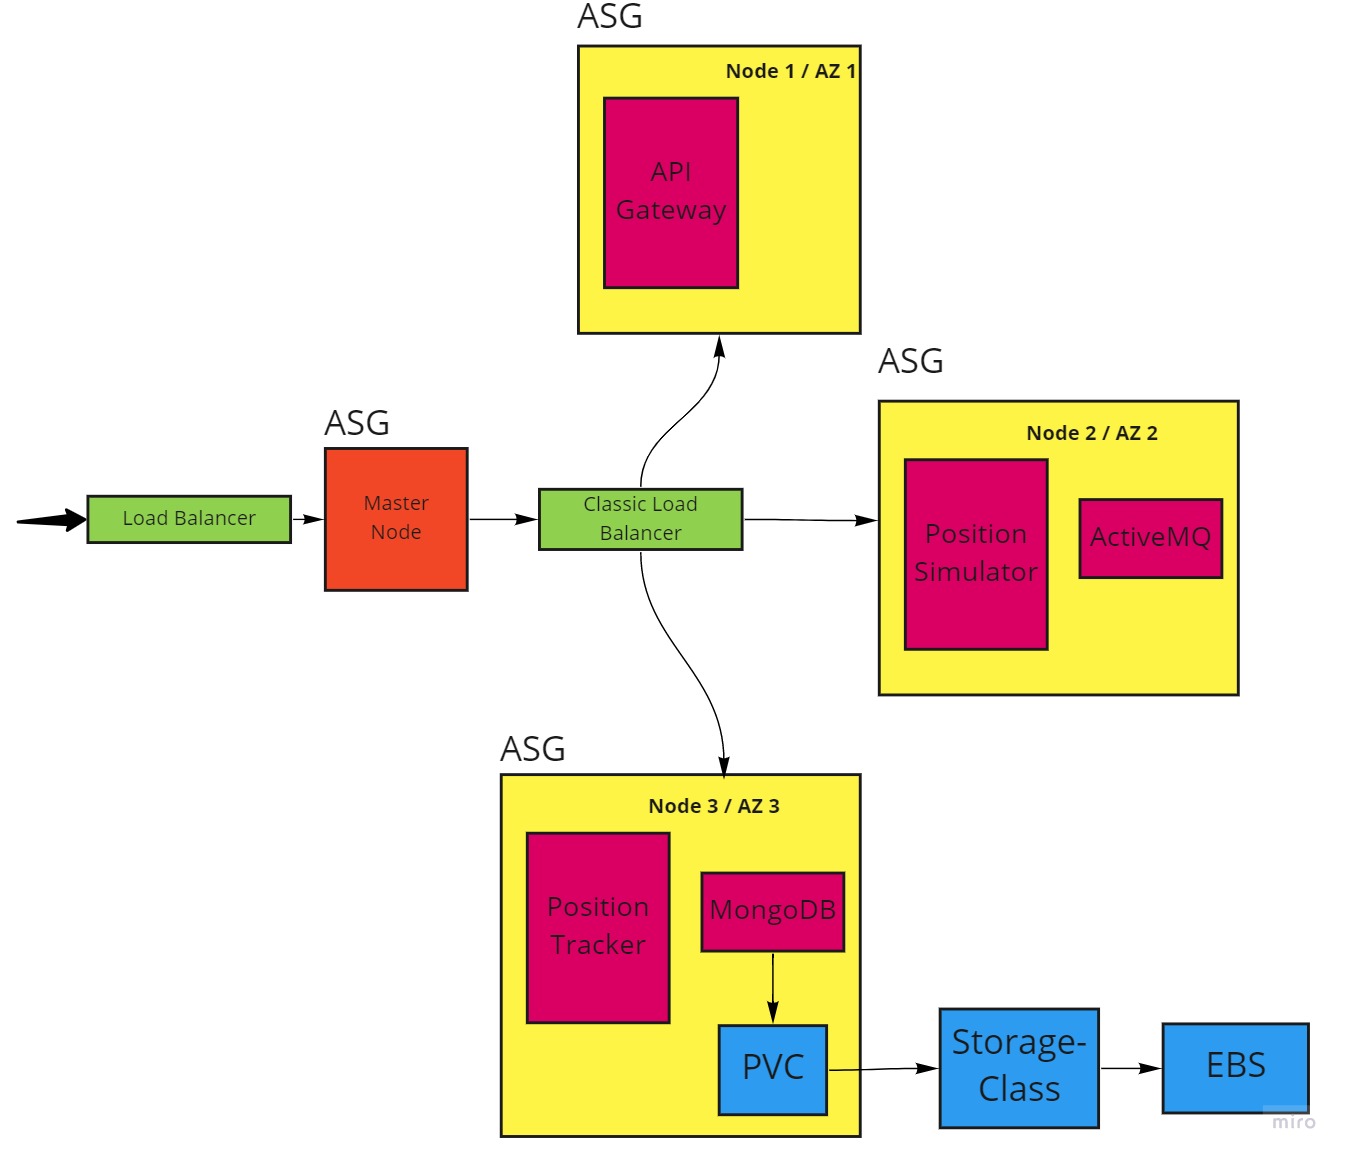 ASG
Node 1 / AZ 1
API
Gateway
ASG
Node 2 / AZ 2
Position
Simulator
ActiveMQ
ASG
Master
Node
Load Balancer
Classic Load
Balancer
ASG
Node 3 / AZ 3
Position
Tracker
MongoDB
PVC
Storage-
Class
EBS
miro